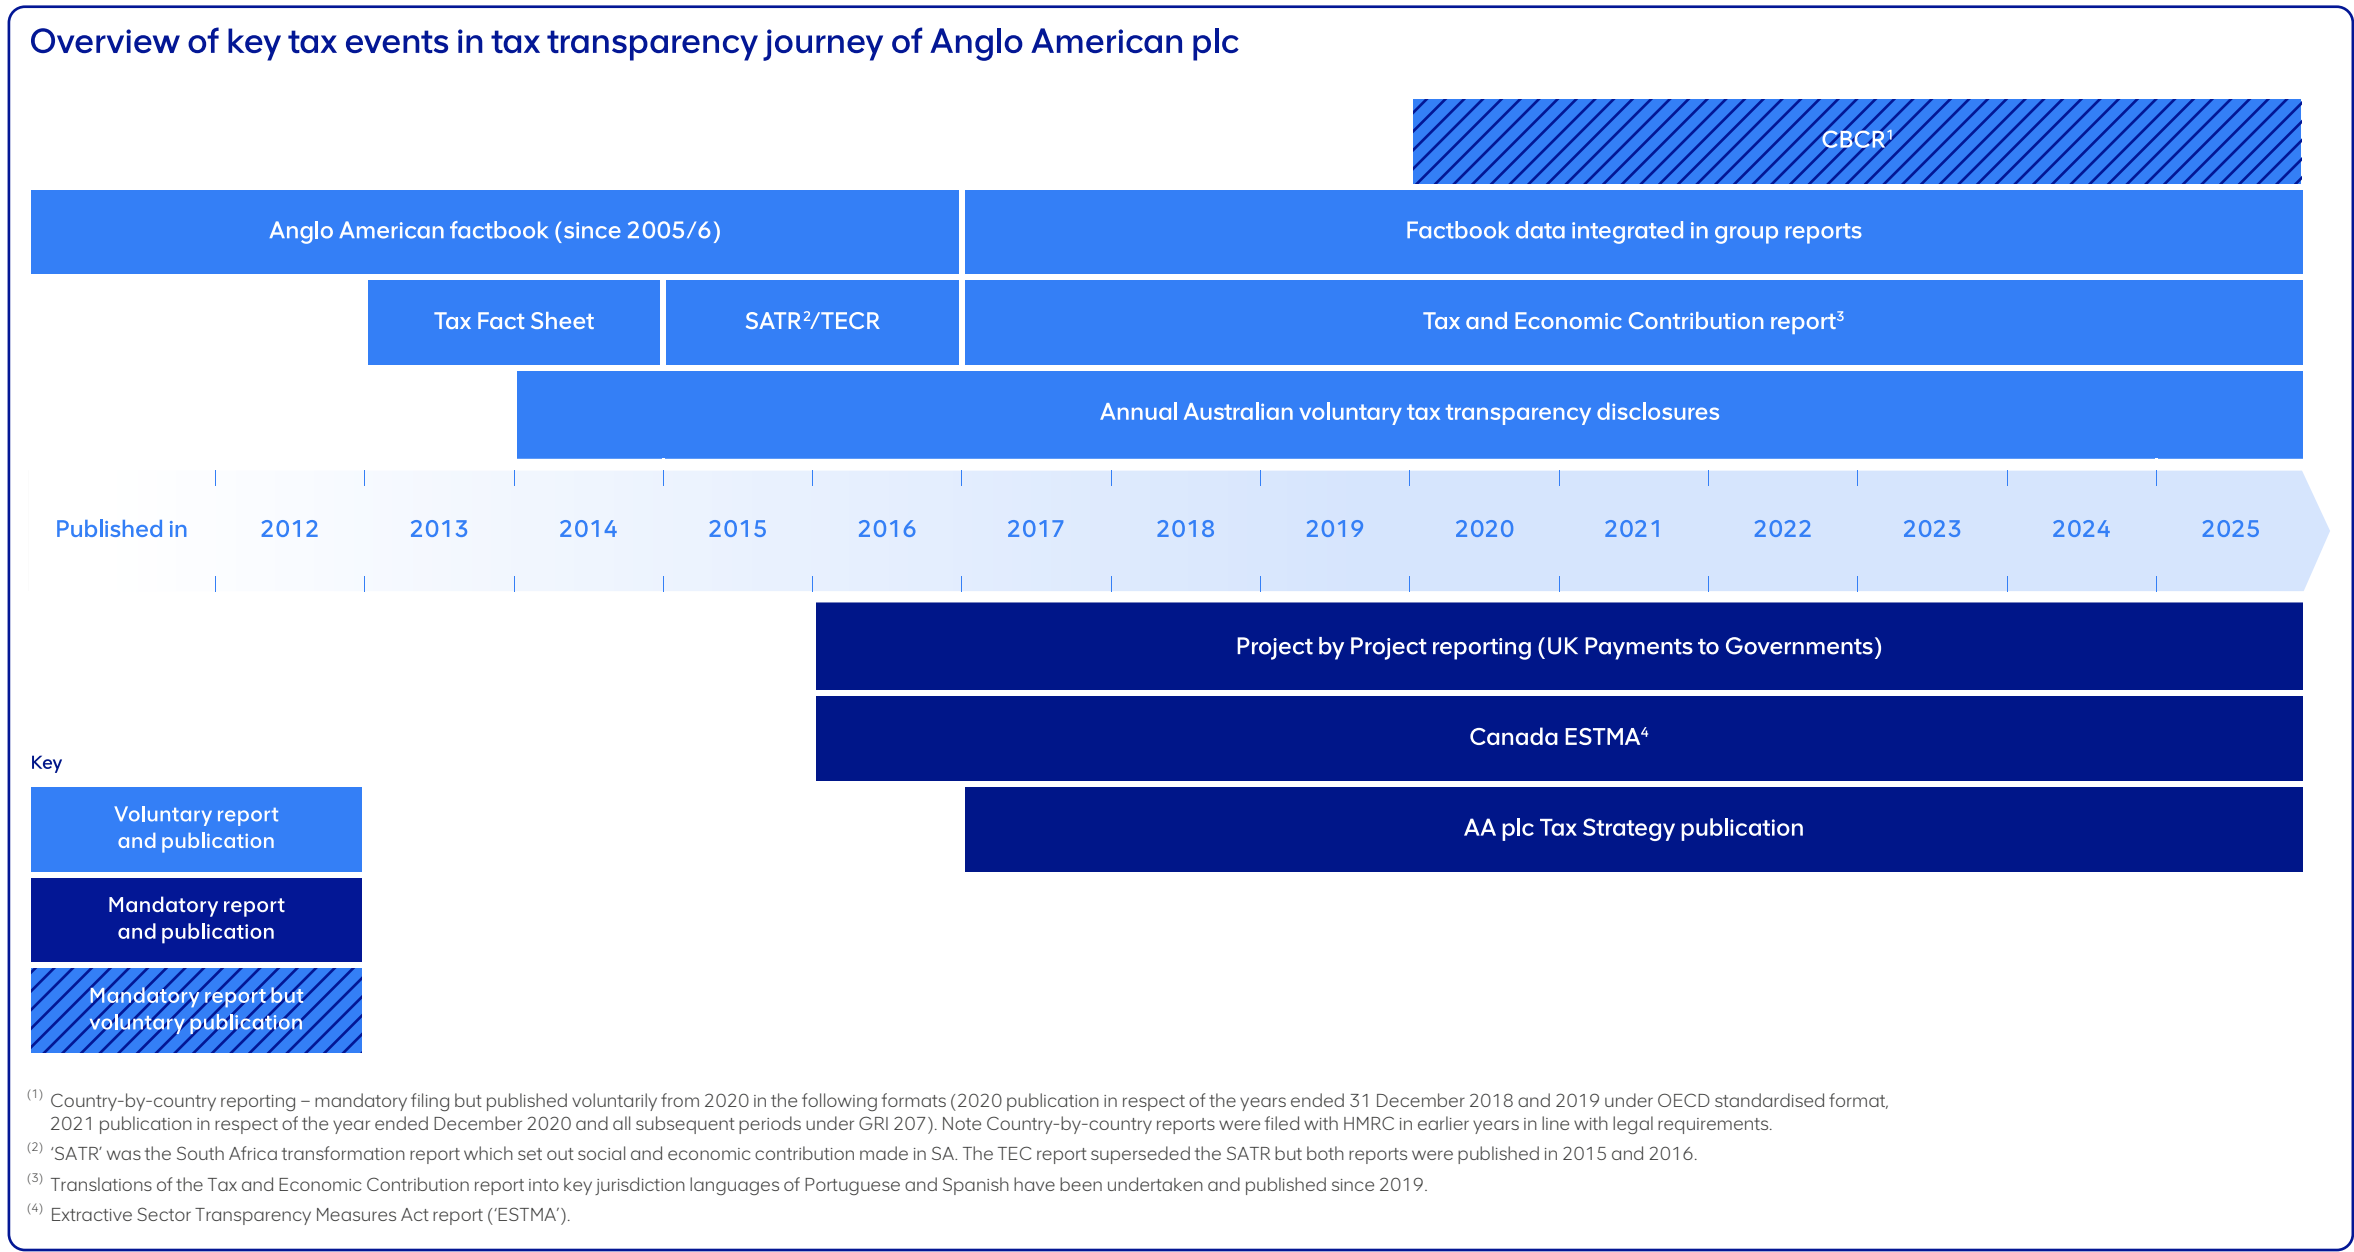 Overview of key tax events in tax transparency journey of Anglo American plc
CBCR¹
Anglo American factbook (since 2005/6)
Factbook data integrated in group reports
Tax Fact Sheet
SATR²/TECR
Tax and Economic Contribution report³
Annual Australian voluntary tax transparency disclosures
Published in 2012 2013 2014 2015 2016 2017 2018 2019 2020 2021 2022 2023 2024 2025
Project by Project reporting (UK Payments to Governments)
Canada ESTMA⁴
AA plc Tax Strategy publication
Key
Voluntary report
and publication
Mandatory report
and publication
Mandatory report but
voluntary publication
(1) Country-by-country reporting – mandatory filing but published voluntarily from 2020 in the following formats (2020 publication in respect of the years ended 31 December 2018 and 2019 under OECD standardised format,
2021 publication in respect of the year ended December 2020 and all subsequent periods under GRI 207). Note Country-by-country reports were filed with HMRC in earlier years in line with legal requirements.
(2) ‘SATR’ was the South Africa transformation report which set out social and economic contribution made in SA. The TEC report superseded the SATR but both reports were published in 2015 and 2016.
(3) Translations of the Tax and Economic Contribution report into key jurisdiction languages of Portuguese and Spanish have been undertaken and published since 2019.
(4) Extractive Sector Transparency Measures Act report (‘ESTMA’).